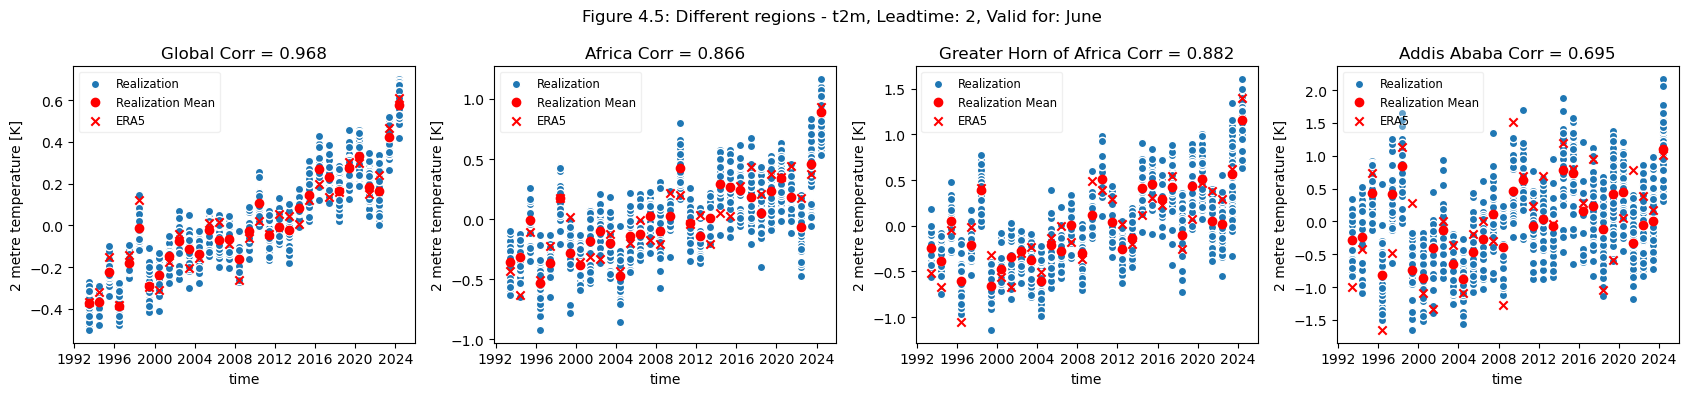 Figure 4.5: Different regions - t2m, Leadtime: 2, Valid for: June
Global Corr = 0.968
Realization
Realization Mean
ERA5
2 metre temperature [K]
0.6
0.4
0.2
0.0
−0.2
−0.4
1992 1996 2000 2004 2008 2012 2016 2020 2024
time
Africa Corr = 0.866
Realization
Realization Mean
ERA5
2 metre temperature [K]
1.0
0.5
0.0
−0.5
−1.0
1992 1996 2000 2004 2008 2012 2016 2020 2024
time
Greater Horn of Africa Corr = 0.882
Realization
Realization Mean
ERA5
2 metre temperature [K]
1.5
1.0
0.5
0.0
−0.5
−1.0
1992 1996 2000 2004 2008 2012 2016 2020 2024
time
Addis Ababa Corr = 0.695
Realization
Realization Mean
ERA5
2 metre temperature [K]
2.0
1.5
1.0
0.5
0.0
−0.5
−1.0
−1.5
1992 1996 2000 2004 2008 2012 2016 2020 2024
time